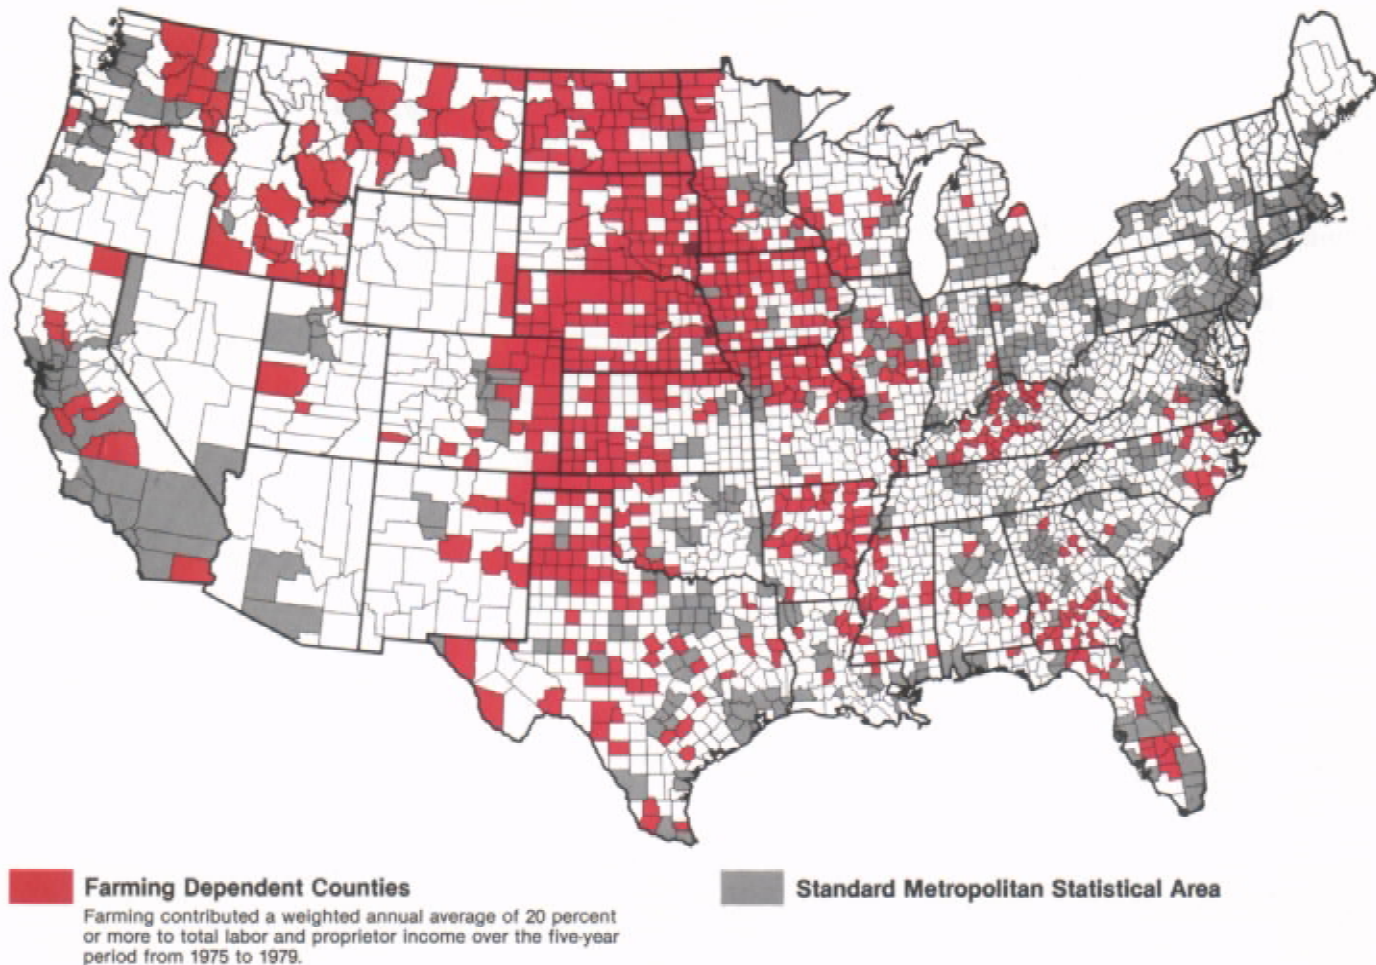 Farming Dependent Counties
Farming contributed a weighted annual average of 20 percent
or more to total labor and proprietor income over the five-year
period from 1975 to 1979.
Standard Metropolitan Statistical Area